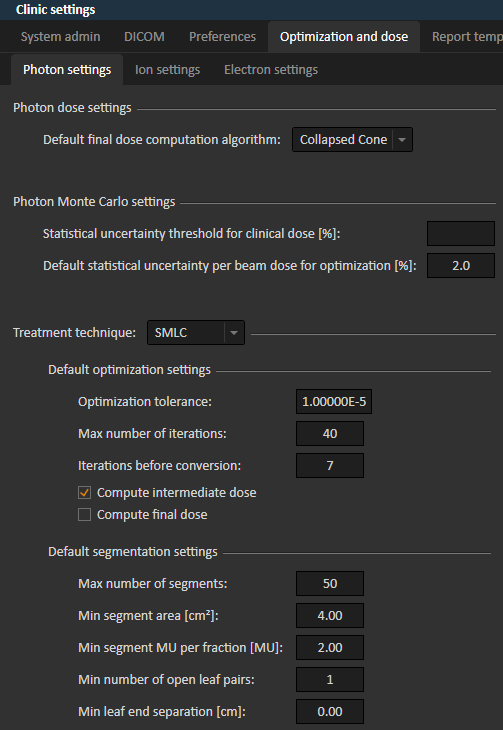 Clinic settings
System admin DICOM Preferences Optimization and dose Report temp
Photon settings Ion settings Electron settings
Photon dose settings
Default final dose computation algorithm: Collapsed Cone
Photon Monte Carlo settings
Statistical uncertainty threshold for clinical dose [%]:
Default statistical uncertainty per beam dose for optimization [%]: 2.0
Treatment technique: SMLC
Default optimization settings
Optimization tolerance: 1.00000E-5
Max number of iterations: 40
Iterations before conversion: 7
Compute intermediate dose
Compute final dose
Default segmentation settings
Max number of segments: 50
Min segment area [cm²]: 4.00
Min segment MU per fraction [MU]: 2.00
Min number of open leaf pairs: 1
Min leaf end separation [cm]: 0.00